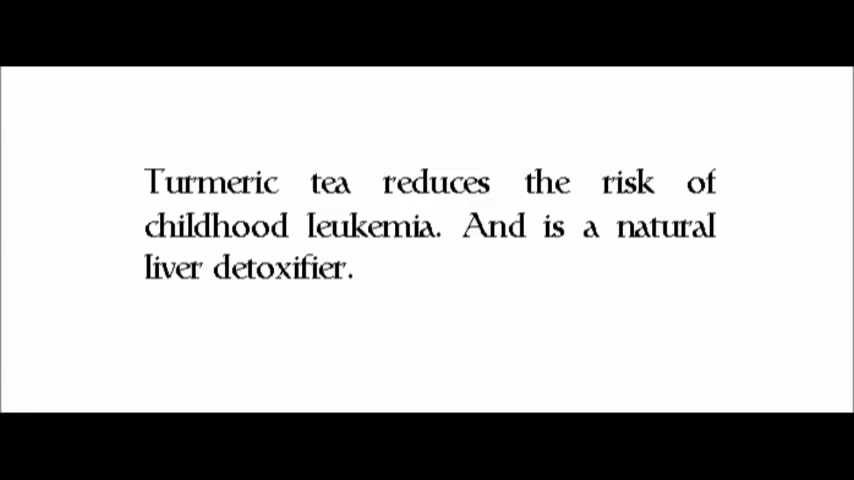 Turmeric tea reduces the risk of
childhood leukemia. And is a natural
liver detoxifier.